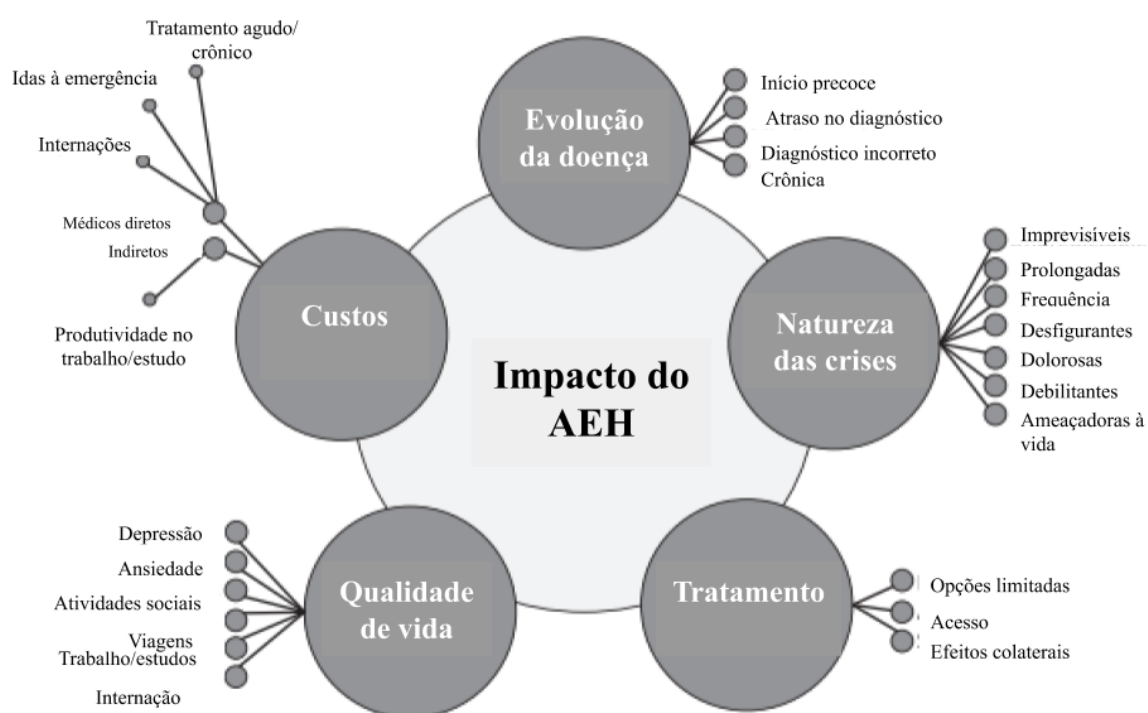 Tratamento agudo/
crônico
Idas à emergência
Internações
Médicos diretos
Indiretos
Produtividade no
trabalho/estudo
Custos
Evolução
da doença
Início precoce
Atraso no diagnóstico
Diagnóstico incorreto
Crônica
Natureza
das crises
Imprevisíveis
Prolongadas
Frequência
Desfigurantes
Dolorosas
Debilitantes
Ameaçadoras à
vida
Impacto do
AEH
Depressão
Ansiedade
Atividades sociais
Viagens
Trabalho/estudos
Internação
Qualidade
de vida
Tratamento
Opções limitadas
Acesso
Efeitos colaterais